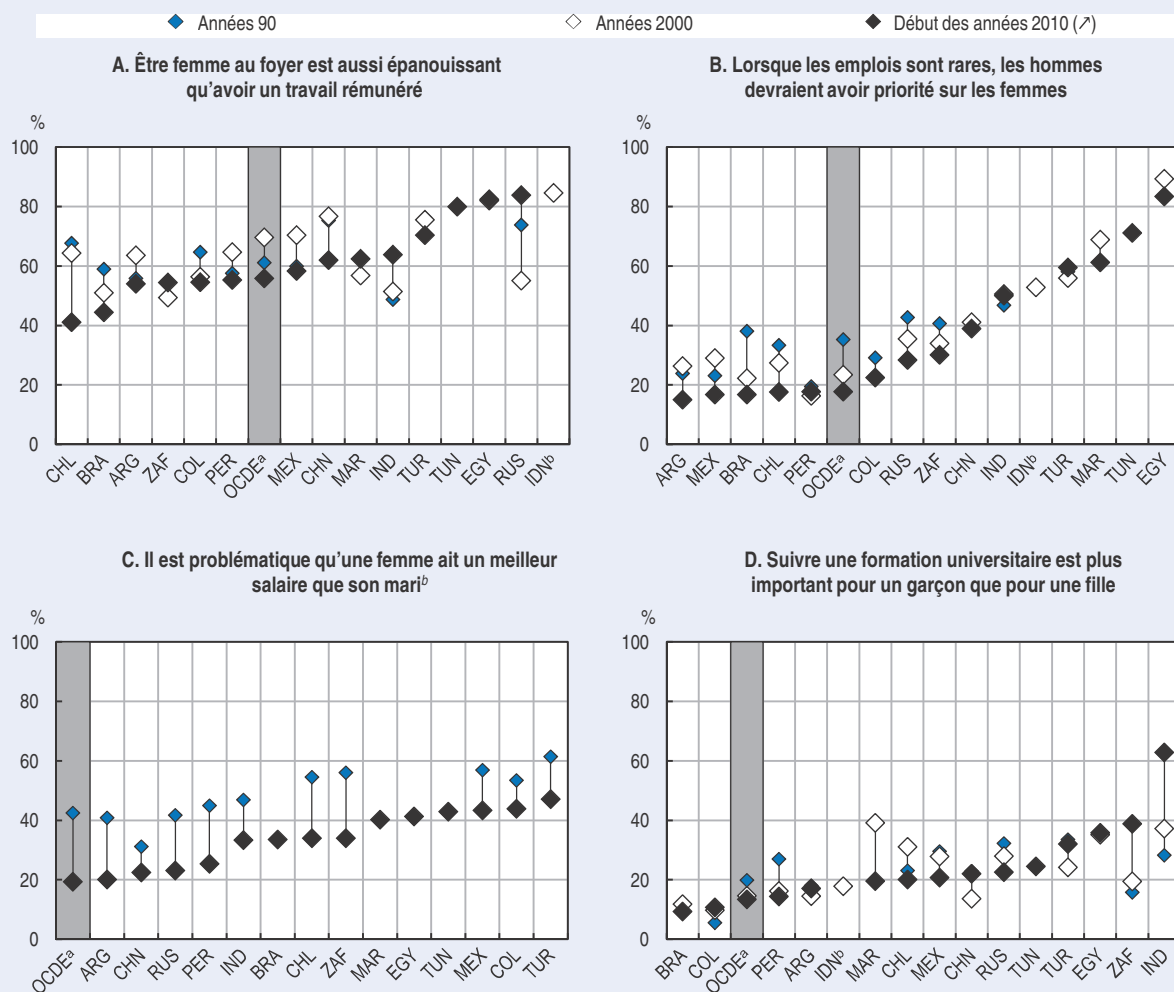 Années 90
Années 2000
Début des années 2010 (↗)
A. Être femme au foyer est aussi épanouissant
qu'avoir un travail rémunéré
%
100
80
60
40
20
0
CHL BRA ARG ZAF COL PER OCDEᵃ MEX CHN MAR IND TUR TUN EGY RUS IDNᵇ
B. Lorsque les emplois sont rares, les hommes
devraient avoir priorité sur les femmes
%
100
80
60
40
20
0
ARG MEX BRA CHL PER OCDEᵃ COL RUS ZAF CHN IND IDNᵇ TUR MAR TUN EGY
C. Il est problématique qu'une femme ait un meilleur
salaire que son mariᵇ
%
100
80
60
40
20
0
OCDEᵃ ARG CHN RUS PER IND BRA CHL ZAF MAR EGY TUN MEX COL TUR
D. Suivre une formation universitaire est plus
important pour un garçon que pour une fille
%
100
80
60
40
20
0
BRA COL OCDEᵃ PER ARG IDNᵇ MAR CHL MEX CHN RUS TUN TUR EGY ZAF IND